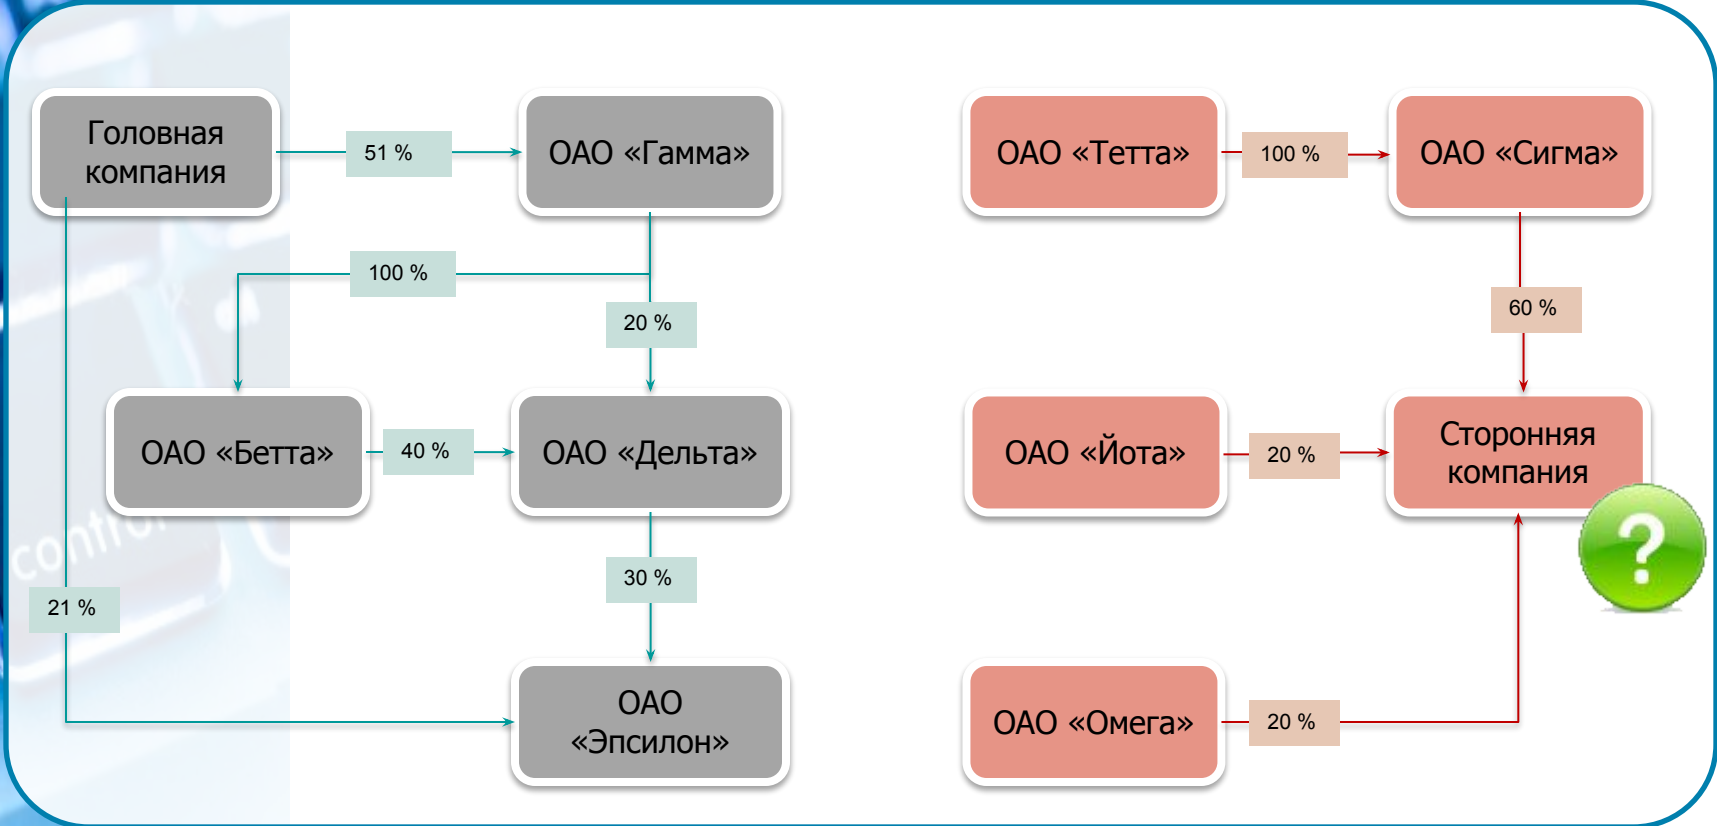 Головная
компания
51 %
ОАО «Гамма»
ОАО «Тетта»
100 %
ОАО «Сигма»
100 %
20 %
60 %
ОАО «Бетта»
40 %
ОАО «Дельта»
ОАО «Йота»
20 %
Сторонняя
компания
?
control
30 %
21 %
ОАО
«Эпсилон»
ОАО «Омега»
20 %